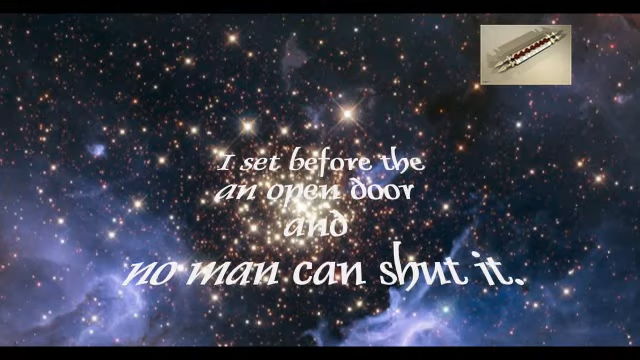 I set before the
an open door
and
no man can shut it.